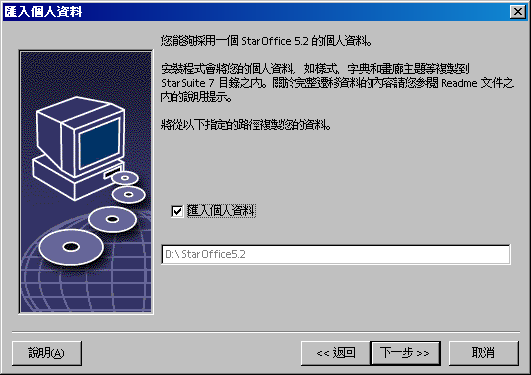 匯入個人資料
您能夠採用一個 StarOffice 5.2 的個人資料。
安裝程式會將您的個人資料，如樣式，字典和畫廊主題等複製到
StarSuite 7 目錄之內。關於完整遷移資料的內容請您參閱 Readme 文件之
內的說明提示。
將從以下指定的路徑複製您的資料。
匯入個人資料
D:\StarOffice5.2
說明(A)
<< 返回
下一步 >>
取消